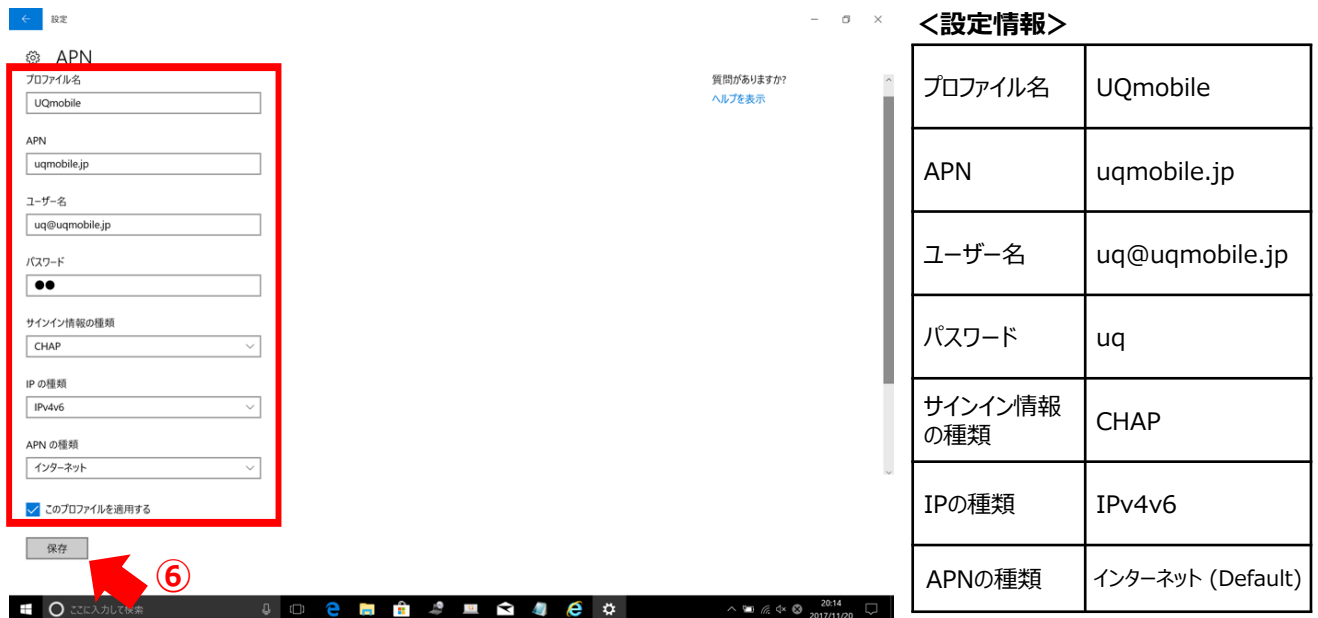 設定
APN
プロファイル名
UQmobile
APN
uqmobile.jp
ユーザー名
uq@uqmobile.jp
パスワード
●●
サインイン情報の種類
CHAP
IP の種類
IPv4v6
APN の種類
インターネット
このプロファイルを適用する
保存
⑥
質問がありますか?
ヘルプを表示
ここに入力して検索
20:14
2017/11/20
＜設定情報＞
プロファイル名 UQmobile
APN uqmobile.jp
ユーザー名 uq@uqmobile.jp
パスワード uq
サインイン情報
の種類 CHAP
IPの種類 IPv4v6
APNの種類 インターネット (Default)